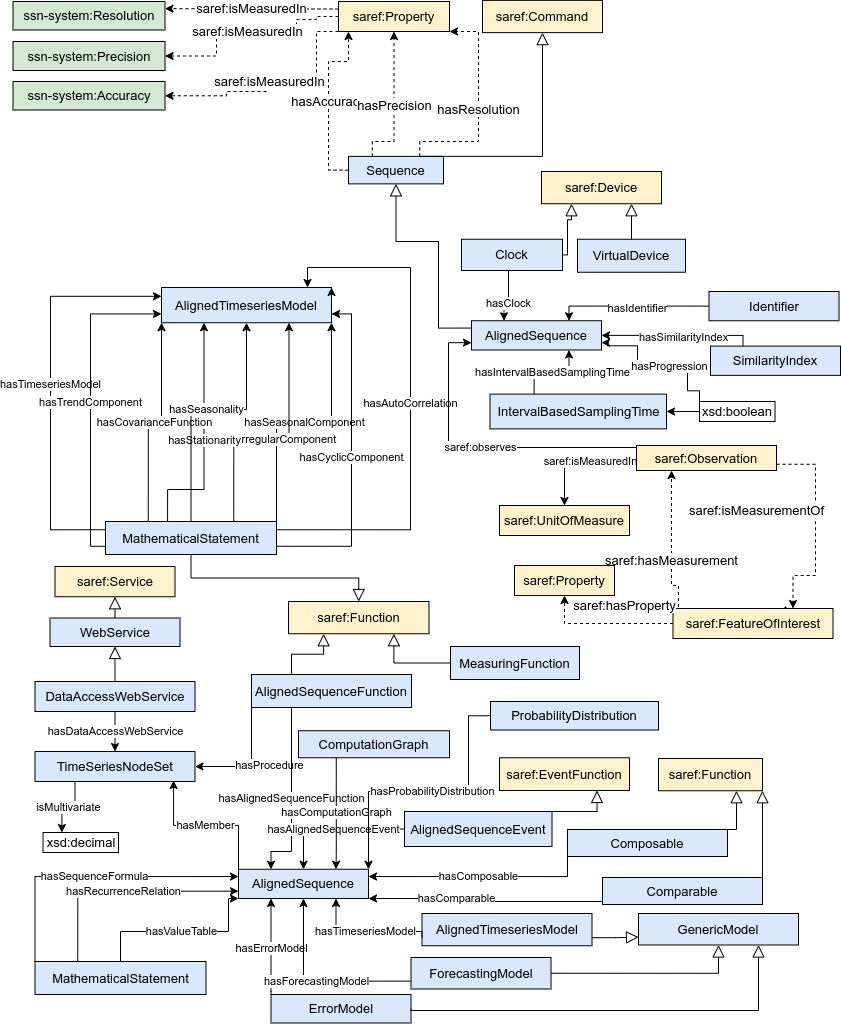 ssn-system:Resolution
saref:isMeasuredIn
saref:Property
saref:Command
saref:isMeasuredIn
ssn-system:Precision
saref:isMeasuredIn
ssn-system:Accuracy
hasAccurac
hasPrecision
hasResolution
Sequence
saref:Device
Clock
VirtualDevice
hasClock
hasIdentifier
Identifier
AlignedTimeseriesModel
AlignedSequence
hasSimilarityIndex
SimilarityIndex
hasProgression
hasIntervalBasedSamplingTime
hasTimeseriesModel
hasTrendComponent
hasSeasonality
hasAutoCorrelation
IntervalBasedSamplingTime
xsd:boolean
hasCovarianceFunction
hasSeasonalComponent
hasStationarity
rregularComponent
hasCyclicComponent
saref:observes
saref:isMeasuredIn
saref:Observation
saref:isMeasurementOf
saref:UnitOfMeasure
MathematicalStatement
saref:hasMeasurement
saref:Service
saref:Property
saref:hasProperty
saref:Function
saref:FeatureOfInterest
WebService
MeasuringFunction
DataAccessWebService
AlignedSequenceFunction
ProbabilityDistribution
hasDataAccessWebService
ComputationGraph
TimeSeriesNodeSet
hasProcedure
saref:EventFunction
saref:Function
hasProbabilityDistribution
hasAlignedSequenceFunction
isMultivariate
hasComputationGraph
hasMember
hasAlignedSequenceEvent
AlignedSequenceEvent
xsd:decimal
Composable
hasSequenceFormula
hasComposable
AlignedSequence
hasRecurrenceRelation
Comparable
hasComparable
hasValueTable
hasTimeseriesModel
AlignedTimeseriesModel
GenericModel
hasErrorModel
MathematicalStatement
hasForecastingModel
ForecastingModel
ErrorModel